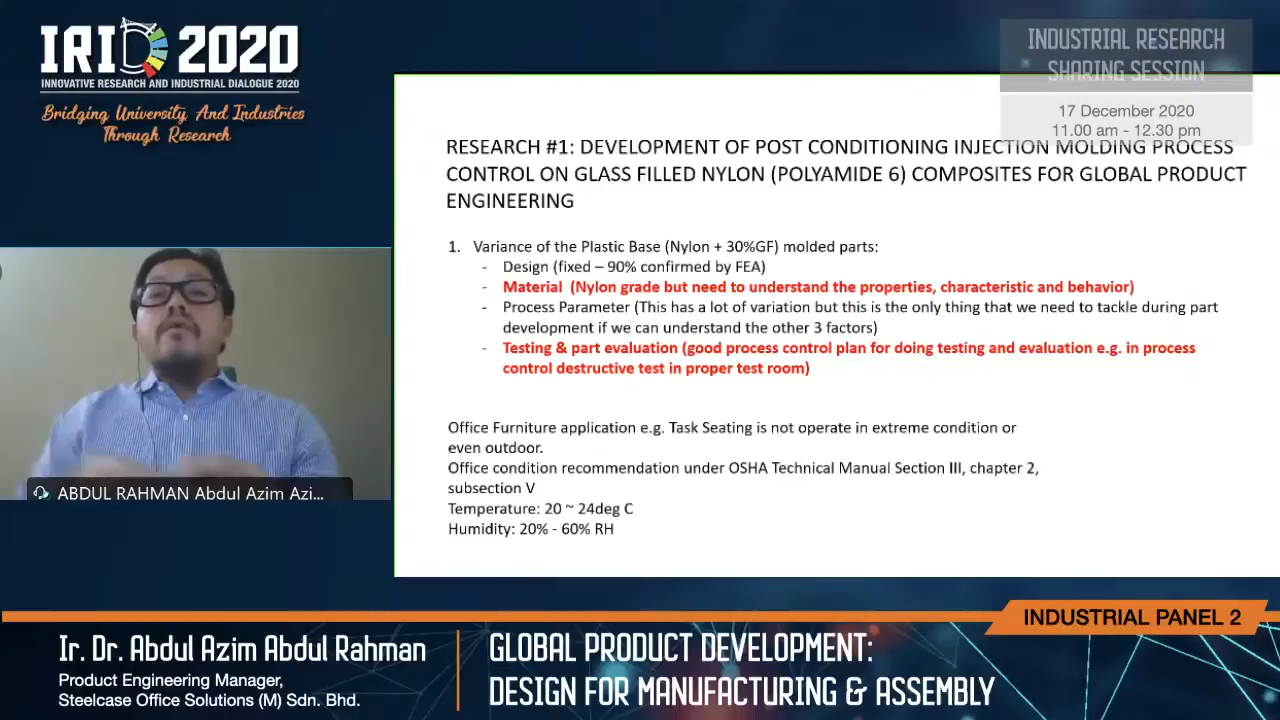 IRID 2020
INNOVATIVE RESEARCH AND INDUSTRIAL DIALOGUE 2020
Bridging University And Industries
Through Research
INDUSTRIAL RESEARCH
SHARING SESSION
17 December 2020
11.00 am - 12.30 pm
RESEARCH #1: DEVELOPMENT OF POST CONDITIONING INJECTION MOLDING PROCESS
CONTROL ON GLASS FILLED NYLON (POLYAMIDE 6) COMPOSITES FOR GLOBAL PRODUCT
ENGINEERING
1. Variance of the Plastic Base (Nylon + 30%GF) molded parts:
- Design (fixed – 90% confirmed by FEA)
- Material (Nylon grade but need to understand the properties, characteristic and behavior)
- Process Parameter (This has a lot of variation but this is the only thing that we need to tackle during part
development if we can understand the other 3 factors)
- Testing & part evaluation (good process control plan for doing testing and evaluation e.g. in process
control destructive test in proper test room)
Office Furniture application e.g. Task Seating is not operate in extreme condition or
even outdoor.
Office condition recommendation under OSHA Technical Manual Section III, chapter 2,
subsection V
Temperature: 20 ~ 24deg C
Humidity: 20% - 60% RH
ABDUL RAHMAN Abdul Azim Azi...
INDUSTRIAL PANEL 2
Ir. Dr. Abdul Azim Abdul Rahman
Product Engineering Manager,
Steelcase Office Solutions (M) Sdn. Bhd.
GLOBAL PRODUCT DEVELOPMENT:
DESIGN FOR MANUFACTURING & ASSEMBLY